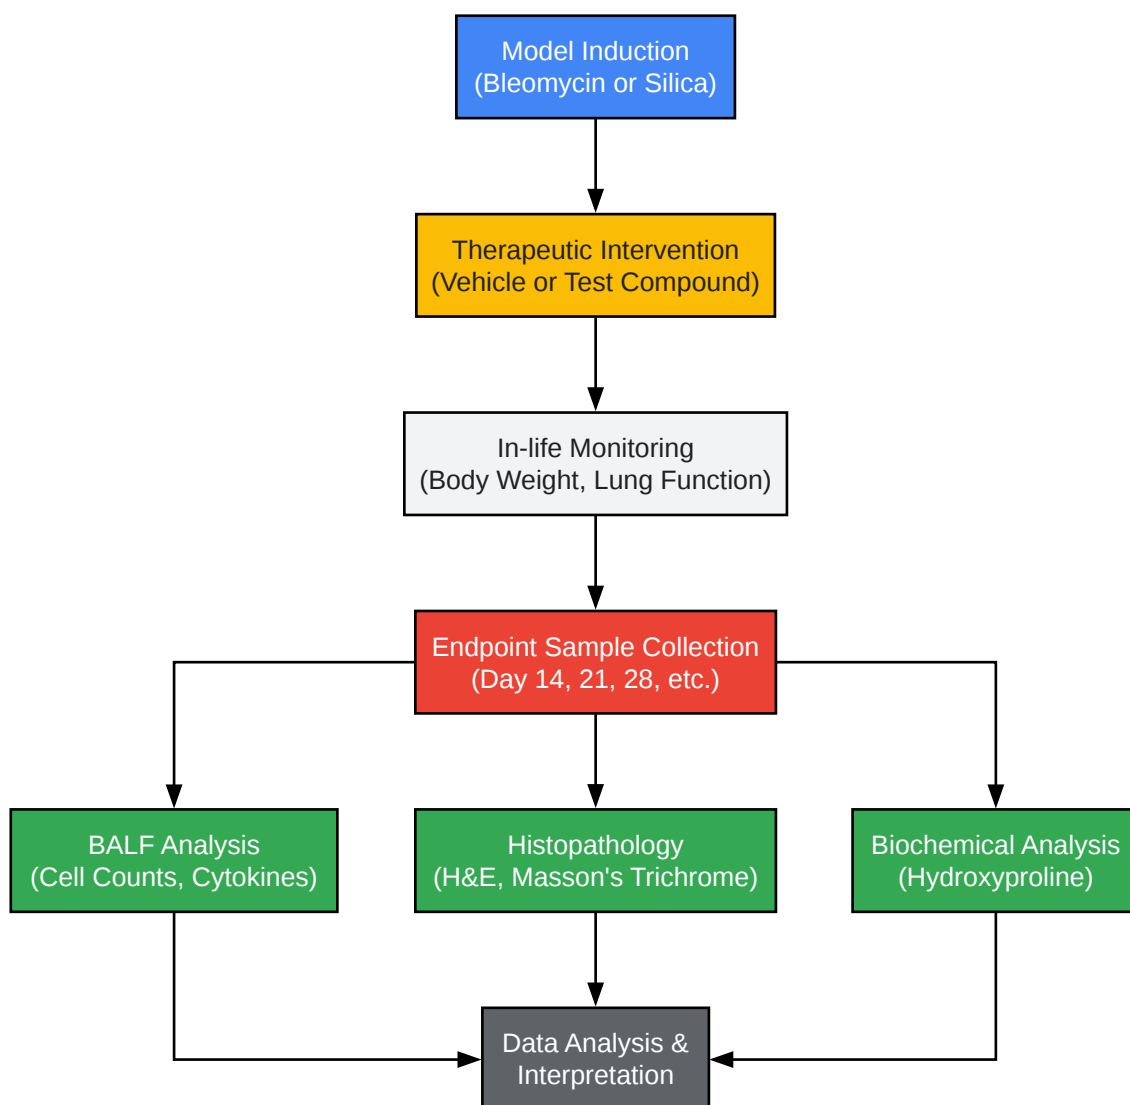 Model Induction
(Bleomycin or Silica)
Therapeutic Intervention
(Vehicle or Test Compound)
In-life Monitoring
(Body Weight, Lung Function)
Endpoint Sample Collection
(Day 14, 21, 28, etc.)
BALF Analysis
(Cell Counts, Cytokines)
Histopathology
(H&E, Masson's Trichrome)
Biochemical Analysis
(Hydroxyproline)
Data Analysis &
Interpretation